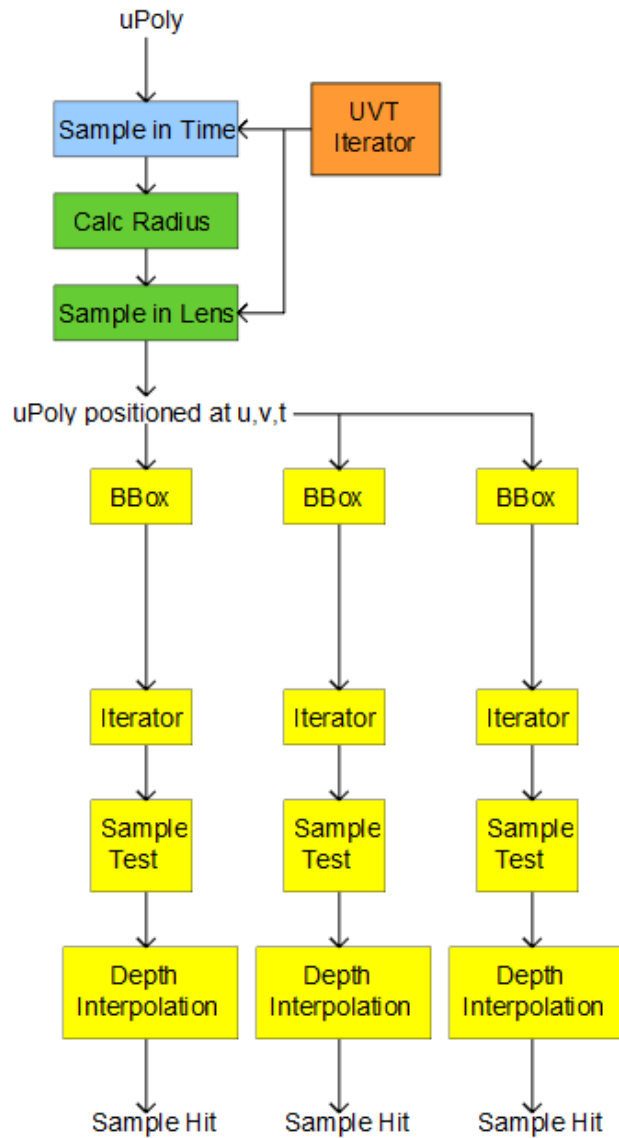 uPoly
Sample in Time
UVT
Iterator
Calc Radius
Sample in Lens
uPoly positioned at u,v,t
BBox
BBox
BBox
Iterator
Iterator
Iterator
Sample
Test
Sample
Test
Sample
Test
Depth
Interpolation
Depth
Interpolation
Depth
Interpolation
Sample Hit
Sample Hit
Sample Hit